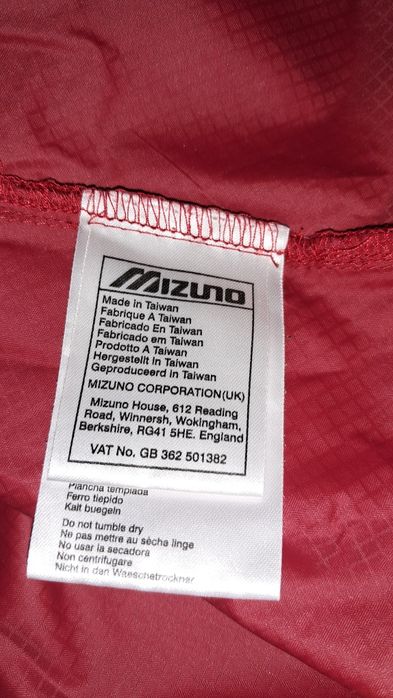 MIZUNO
Made in Taiwan
Fabrique A Taiwan
Fabricado En Taiwan
Fabricado em Taiwan
Prodotto A Taiwan
Hergestellt in Taiwan
Geproduceerd in Taiwan
MIZUNO CORPORATION(UK)
Mizuno House, 612 Reading
Road, Winnersh, Wokingham,
Berkshire, RG41 5HE. England
VAT No. GB 362 501382
Plancha templada
Ferro tiepido
Kalt buegeln
Do not tumble dry
Ne pas mettre au sèche linge
No usar la secadora
Non centrifugare
Nicht in den Waeschetrockner